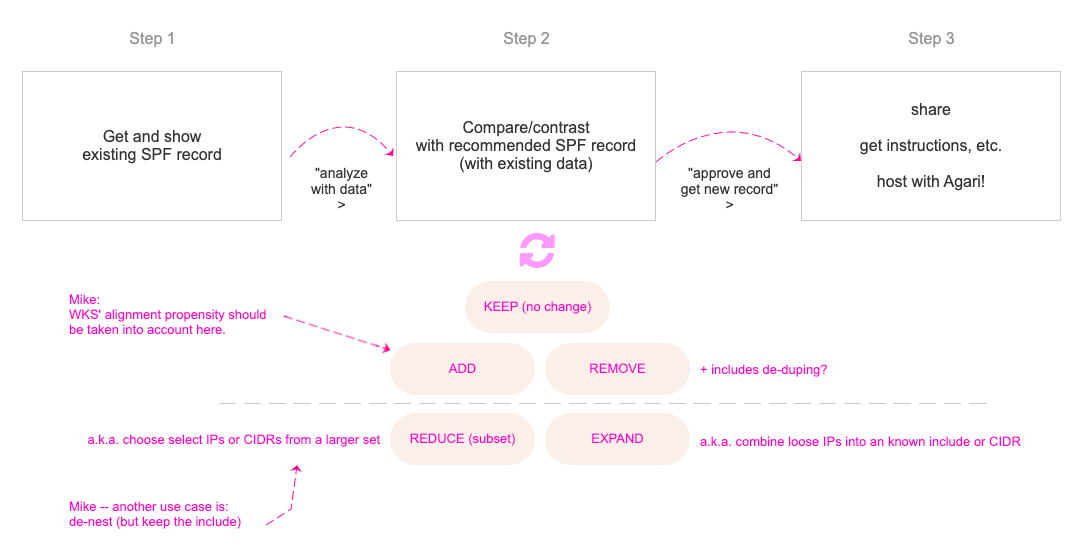 Step 1
Step 2
Step 3
Get and show
existing SPF record
"analyze
with data"
>
Compare/contrast
with recommended SPF record
(with existing data)
"approve and
get new record"
>
share
get instructions, etc.
host with Agari!
KEEP (no change)
Mike:
WKS' alignment propensity should
be taken into account here.
ADD
REMOVE
+ includes de-duping?
a.k.a. choose select IPs or CIDRs from a larger set
REDUCE (subset)
EXPAND
a.k.a. combine loose IPs into an known include or CIDR
Mike -- another use case is:
de-nest (but keep the include)